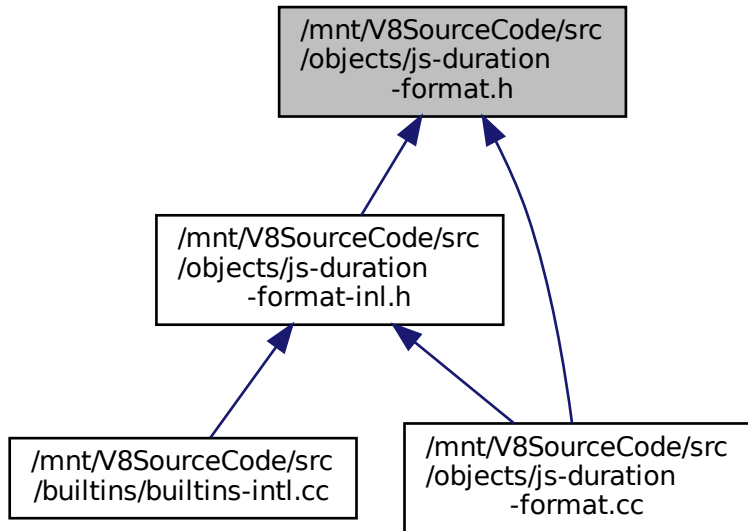 /mnt/V8SourceCode/src
/objects/js-duration
-format.h
/mnt/V8SourceCode/src
/objects/js-duration
-format-inl.h
/mnt/V8SourceCode/src
/builtins/builtins-intl.cc
/mnt/V8SourceCode/src
/objects/js-duration
-format.cc